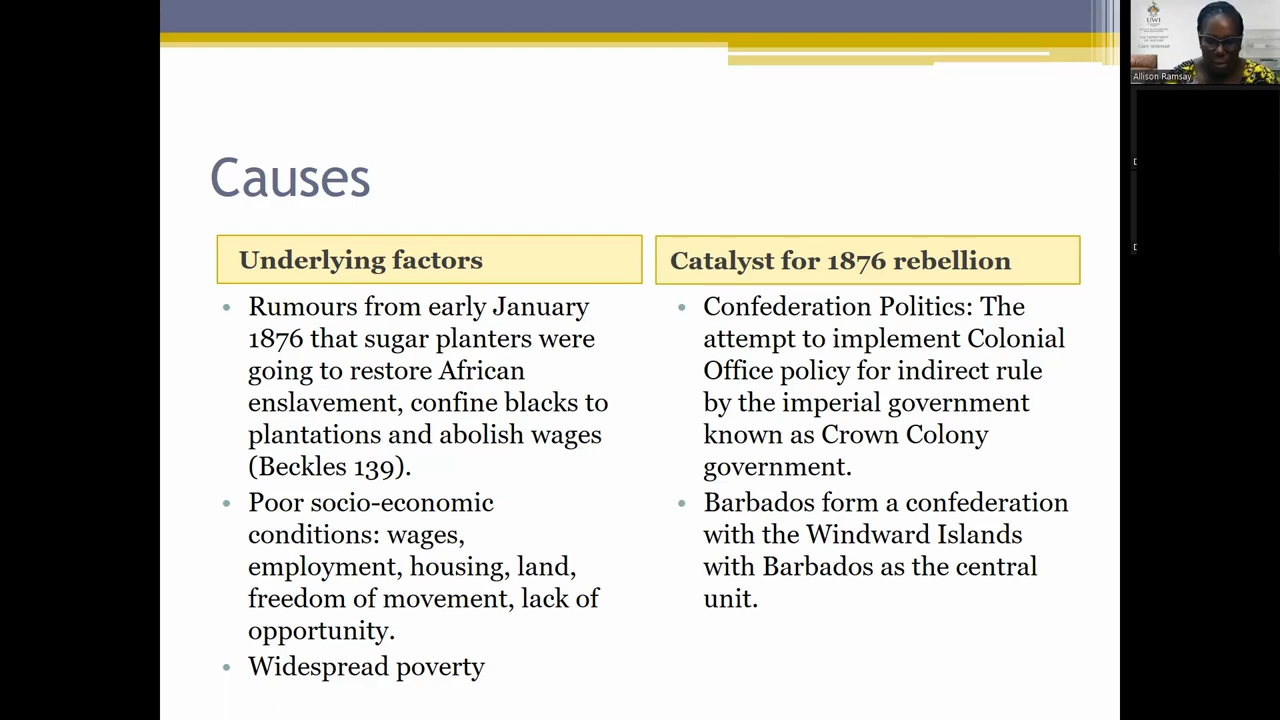 Causes
Underlying factors
Rumours from early January
1876 that sugar planters were
going to restore African
enslavement, confine blacks to
plantations and abolish wages
(Beckles 139).
Poor socio-economic
conditions: wages,
employment, housing, land,
freedom of movement, lack of
opportunity.
Widespread poverty
Catalyst for 1876 rebellion
Confederation Politics: The
attempt to implement Colonial
Office policy for indirect rule
by the imperial government
known as Crown Colony
government.
Barbados form a confederation
with the Windward Islands
with Barbados as the central
unit.
UWI
Allison Ramsay
D
D